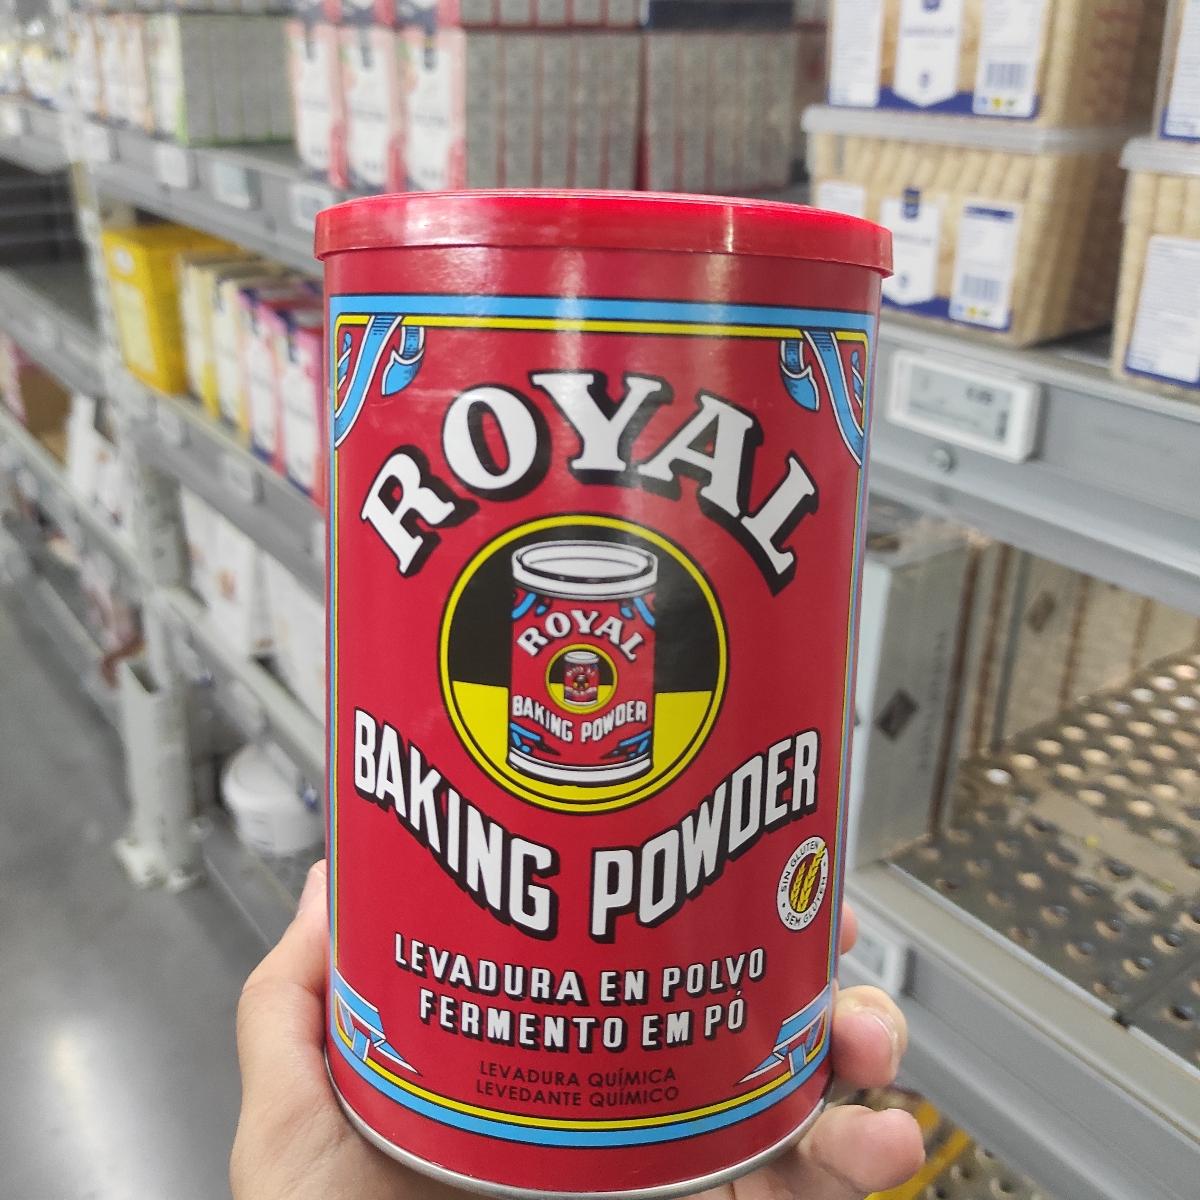 ROYAL
ROYAL
BAKING POWDER
BAKING POWDER
SIN GLUTEN
SEM GLÚTEN
LEVADURA EN POLVO
FERMENTO EM PÓ
LEVADURA QUÍMICA
LEVEDANTE QUÍMICO